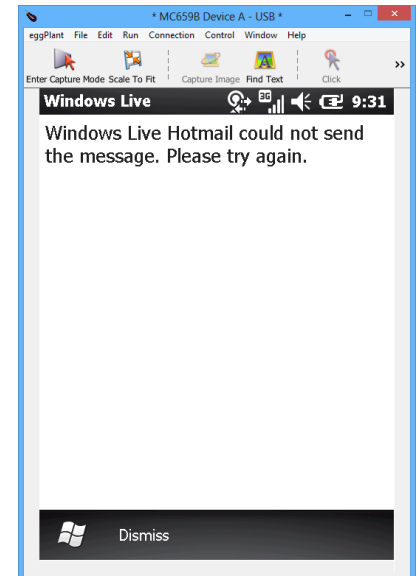 * MC659B Device A - USB *
eggPlant File Edit Run Connection Control Window Help
Enter Capture Mode Scale To Fit Capture Image Find Text Click
Windows Live 3G 9:31
Windows Live Hotmail could not send
the message. Please try again.
Dismiss